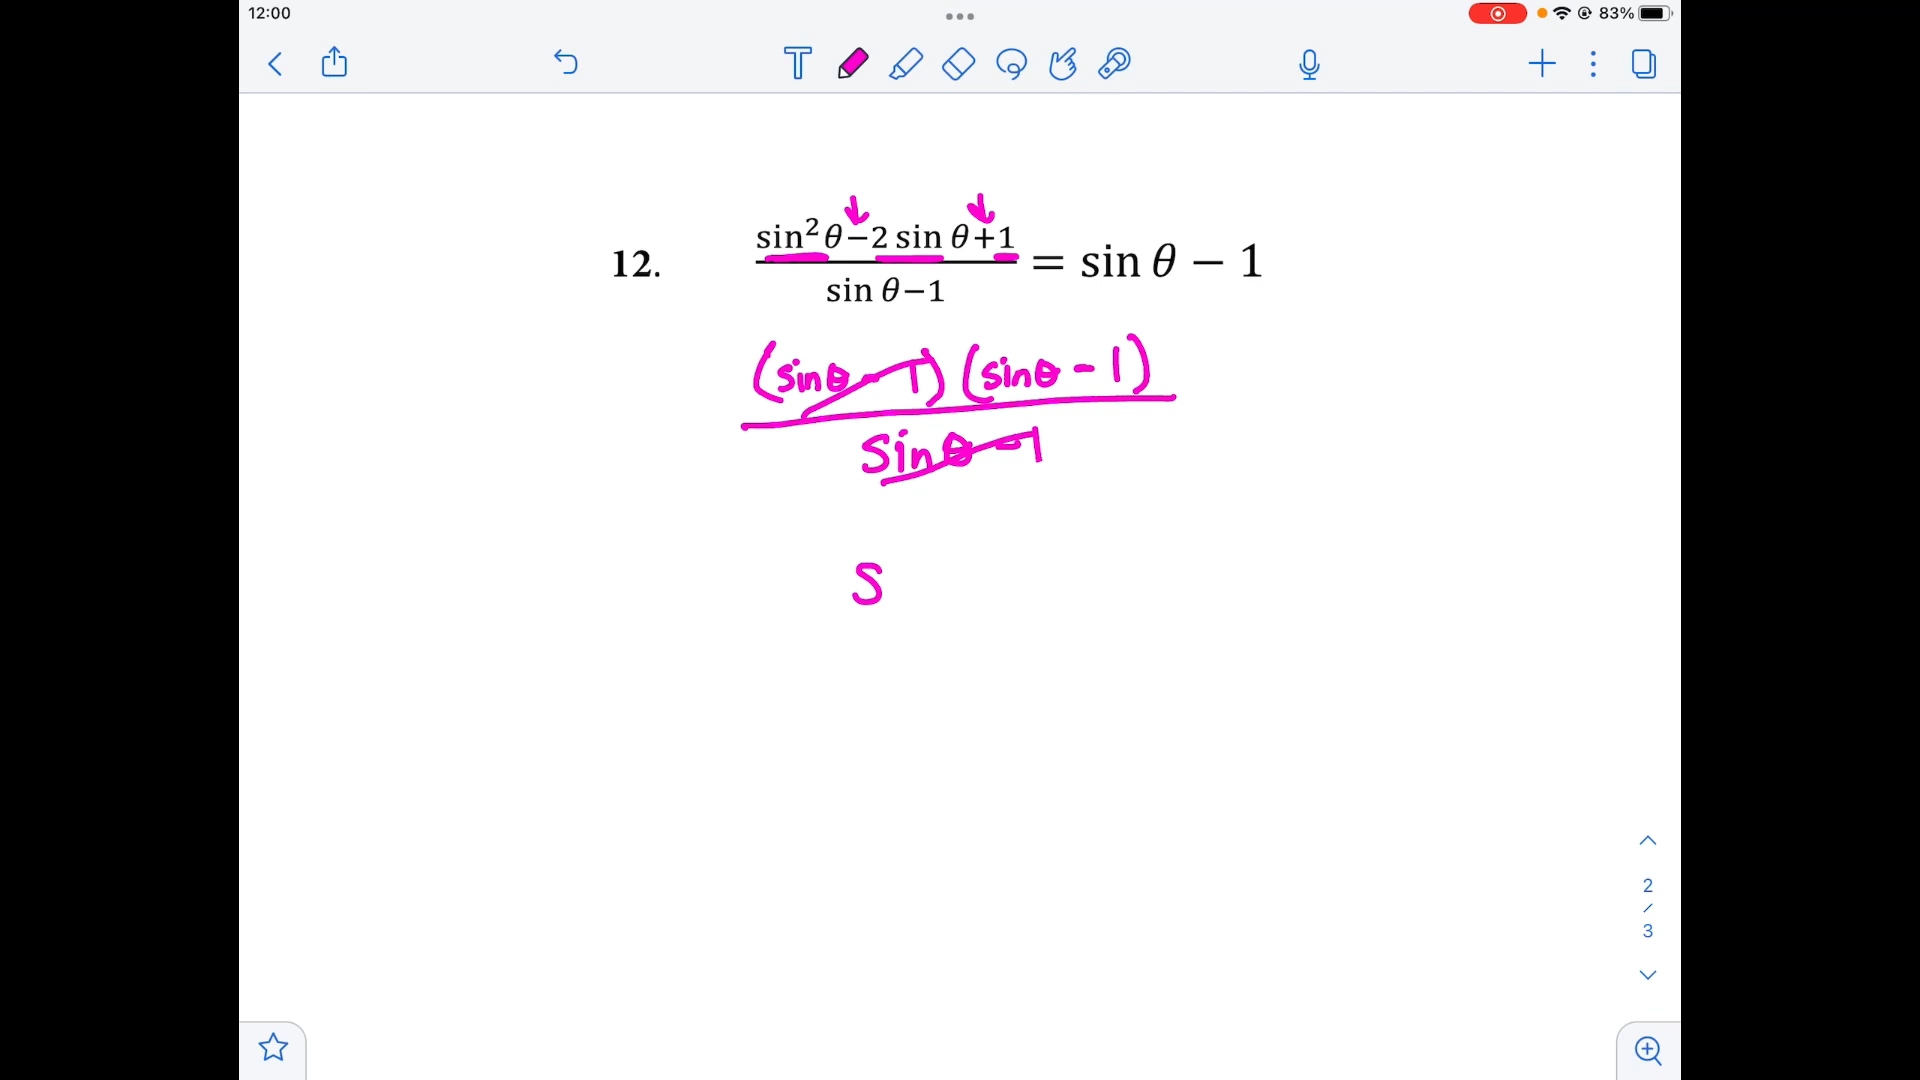 12:00
83%
12. (sin² θ−2 sin θ+1)/(sin θ−1) = sin θ − 1
(sinθ - 1) (sinθ - 1)
sinθ - 1
S
2
/
3